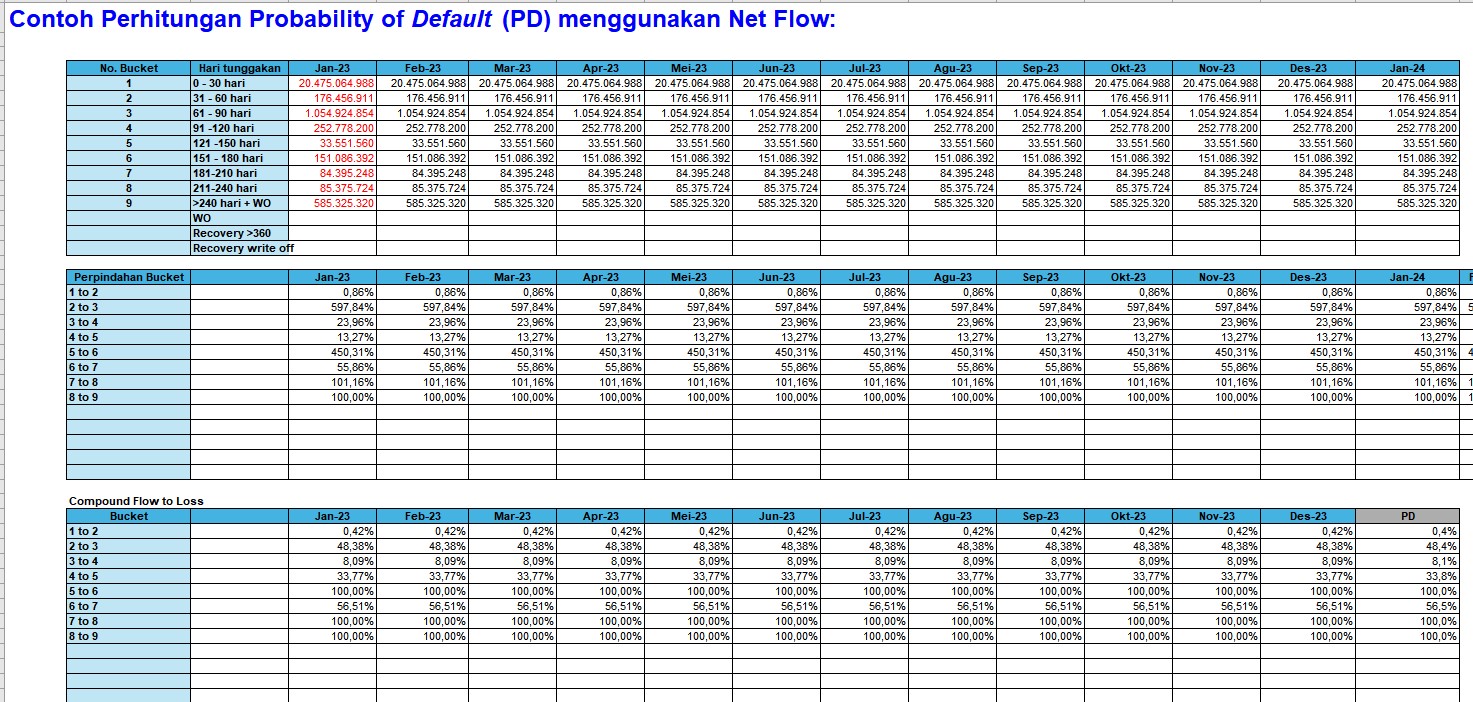 Contoh Perhitungan Probability of Default (PD) menggunakan Net Flow:
No. Bucket Hari tunggakan Jan-23 Feb-23 Mar-23 Apr-23 Mei-23 Jun-23 Jul-23 Agu-23 Sep-23 Okt-23 Nov-23 Des-23 Jan-24
1 0 - 30 hari 20.475.064.988 20.475.064.988 20.475.064.988 20.475.064.988 20.475.064.988 20.475.064.988 20.475.064.988 20.475.064.988 20.475.064.988 20.475.064.988 20.475.064.988 20.475.064.988 20.475.064.988
2 31 - 60 hari 176.456.911 176.456.911 176.456.911 176.456.911 176.456.911 176.456.911 176.456.911 176.456.911 176.456.911 176.456.911 176.456.911 176.456.911 176.456.911
3 61 - 90 hari 1.054.924.854 1.054.924.854 1.054.924.854 1.054.924.854 1.054.924.854 1.054.924.854 1.054.924.854 1.054.924.854 1.054.924.854 1.054.924.854 1.054.924.854 1.054.924.854 1.054.924.854
4 91 -120 hari 252.778.200 252.778.200 252.778.200 252.778.200 252.778.200 252.778.200 252.778.200 252.778.200 252.778.200 252.778.200 252.778.200 252.778.200 252.778.200
5 121 -150 hari 33.551.560 33.551.560 33.551.560 33.551.560 33.551.560 33.551.560 33.551.560 33.551.560 33.551.560 33.551.560 33.551.560 33.551.560 33.551.560
6 151 - 180 hari 151.086.392 151.086.392 151.086.392 151.086.392 151.086.392 151.086.392 151.086.392 151.086.392 151.086.392 151.086.392 151.086.392 151.086.392 151.086.392
7 181-210 hari 84.395.248 84.395.248 84.395.248 84.395.248 84.395.248 84.395.248 84.395.248 84.395.248 84.395.248 84.395.248 84.395.248 84.395.248 84.395.248
8 211-240 hari 85.375.724 85.375.724 85.375.724 85.375.724 85.375.724 85.375.724 85.375.724 85.375.724 85.375.724 85.375.724 85.375.724 85.375.724 85.375.724
9 >240 hari + WO 585.325.320 585.325.320 585.325.320 585.325.320 585.325.320 585.325.320 585.325.320 585.325.320 585.325.320 585.325.320 585.325.320 585.325.320 585.325.320
WO
Recovery >360
Recovery write off
Perpindahan Bucket Jan-23 Feb-23 Mar-23 Apr-23 Mei-23 Jun-23 Jul-23 Agu-23 Sep-23 Okt-23 Nov-23 Des-23 Jan-24
1 to 2 0,86% 0,86% 0,86% 0,86% 0,86% 0,86% 0,86% 0,86% 0,86% 0,86% 0,86% 0,86% 0,86%
2 to 3 597,84% 597,84% 597,84% 597,84% 597,84% 597,84% 597,84% 597,84% 597,84% 597,84% 597,84% 597,84% 597,84%
3 to 4 23,96% 23,96% 23,96% 23,96% 23,96% 23,96% 23,96% 23,96% 23,96% 23,96% 23,96% 23,96% 23,96%
4 to 5 13,27% 13,27% 13,27% 13,27% 13,27% 13,27% 13,27% 13,27% 13,27% 13,27% 13,27% 13,27% 13,27%
5 to 6 450,31% 450,31% 450,31% 450,31% 450,31% 450,31% 450,31% 450,31% 450,31% 450,31% 450,31% 450,31% 450,31%
6 to 7 55,86% 55,86% 55,86% 55,86% 55,86% 55,86% 55,86% 55,86% 55,86% 55,86% 55,86% 55,86% 55,86%
7 to 8 101,16% 101,16% 101,16% 101,16% 101,16% 101,16% 101,16% 101,16% 101,16% 101,16% 101,16% 101,16% 101,16%
8 to 9 100,00% 100,00% 100,00% 100,00% 100,00% 100,00% 100,00% 100,00% 100,00% 100,00% 100,00% 100,00% 100,00%
Compound Flow to Loss
Bucket Jan-23 Feb-23 Mar-23 Apr-23 Mei-23 Jun-23 Jul-23 Agu-23 Sep-23 Okt-23 Nov-23 Des-23 PD
1 to 2 0,42% 0,42% 0,42% 0,42% 0,42% 0,42% 0,42% 0,42% 0,42% 0,42% 0,42% 0,42% 0,4%
2 to 3 48,38% 48,38% 48,38% 48,38% 48,38% 48,38% 48,38% 48,38% 48,38% 48,38% 48,38% 48,38% 48,4%
3 to 4 8,09% 8,09% 8,09% 8,09% 8,09% 8,09% 8,09% 8,09% 8,09% 8,09% 8,09% 8,09% 8,1%
4 to 5 33,77% 33,77% 33,77% 33,77% 33,77% 33,77% 33,77% 33,77% 33,77% 33,77% 33,77% 33,77% 33,8%
5 to 6 100,00% 100,00% 100,00% 100,00% 100,00% 100,00% 100,00% 100,00% 100,00% 100,00% 100,00% 100,00% 100,0%
6 to 7 56,51% 56,51% 56,51% 56,51% 56,51% 56,51% 56,51% 56,51% 56,51% 56,51% 56,51% 56,51% 56,5%
7 to 8 100,00% 100,00% 100,00% 100,00% 100,00% 100,00% 100,00% 100,00% 100,00% 100,00% 100,00% 100,00% 100,0%
8 to 9 100,00% 100,00% 100,00% 100,00% 100,00% 100,00% 100,00% 100,00% 100,00% 100,00% 100,00% 100,00% 100,0%